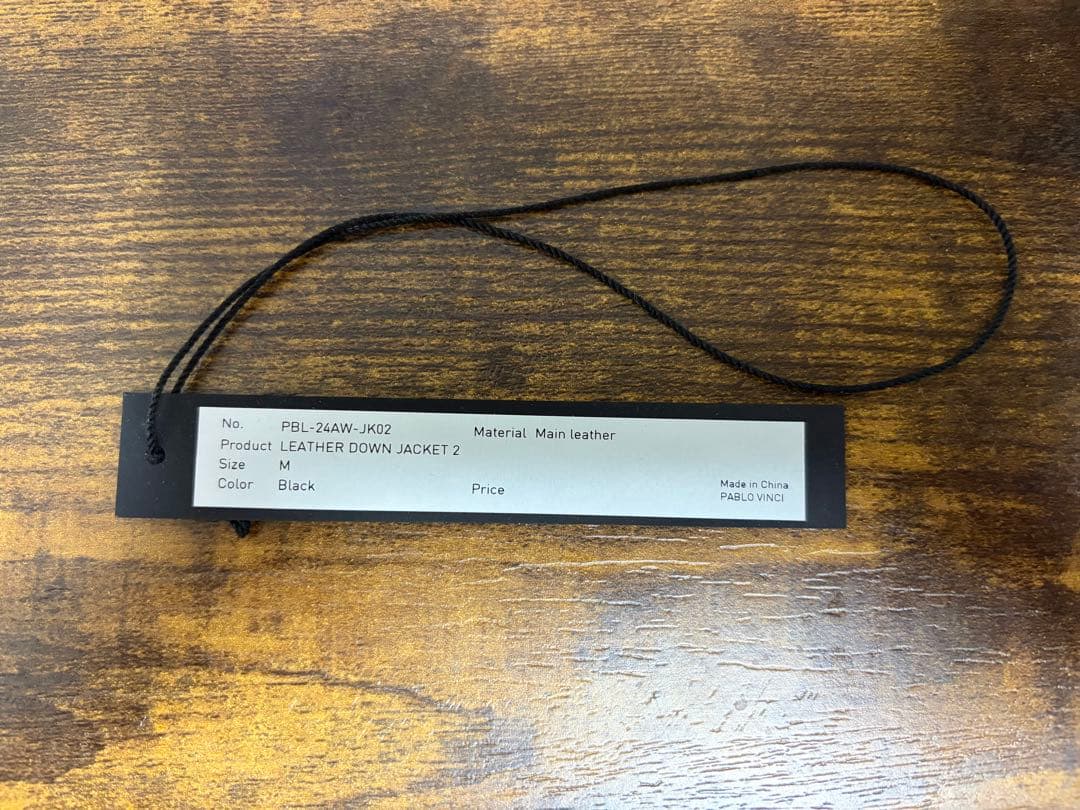 No. PBL-24AW-JK02
Product LEATHER DOWN JACKET 2
Size M
Color Black
Material Main leather
Price
Made in China
PABLO VINCI